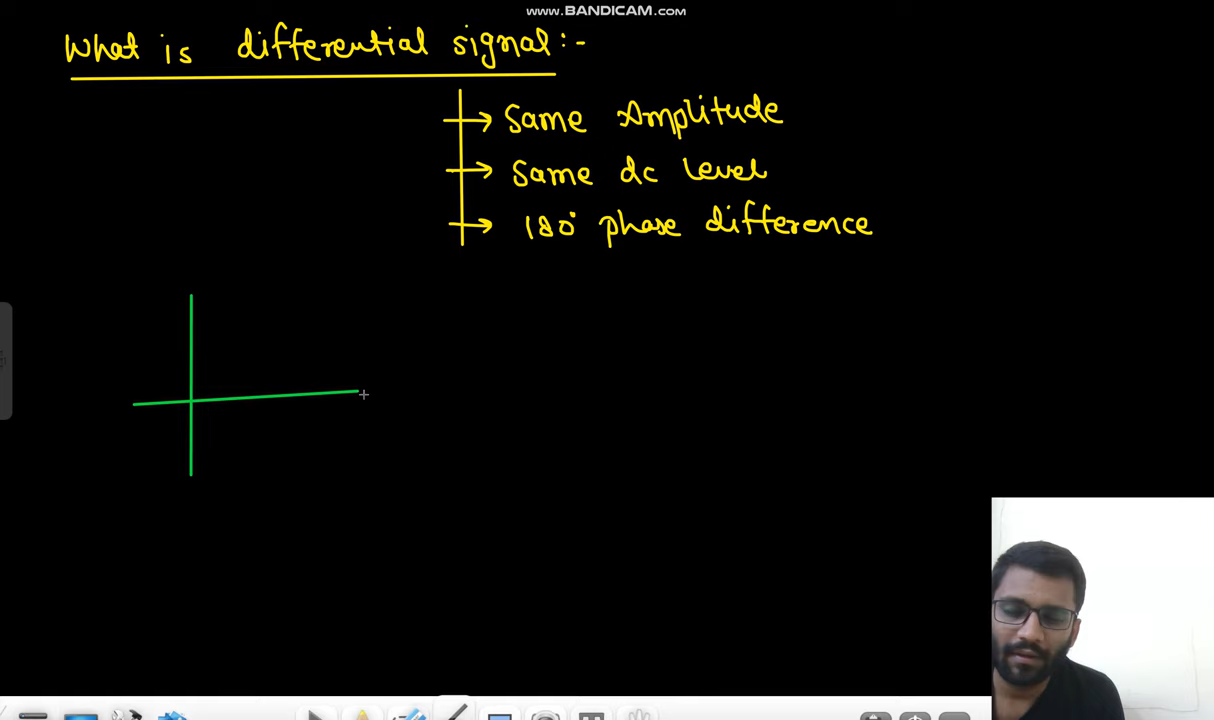 WWW.BANDICAM.COM
What is differential signal :-
→ Same Amplitude
→ Same dc level
→ 180° phase difference